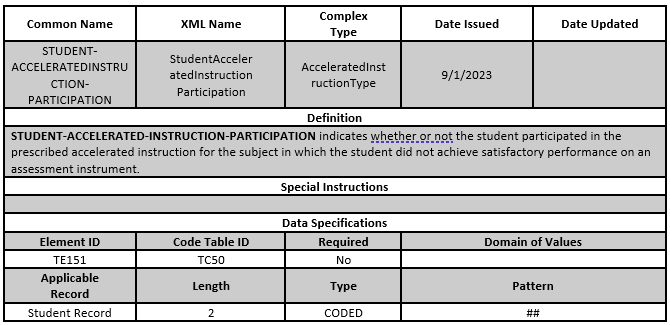 Common Name XML Name Complex Type Date Issued Date Updated
STUDENT-ACCELERATEDINSTRUCTION-PARTICIPATION StudentAcceleratedInstructionParticipation AcceleratedInstructionType 9/1/2023
Definition
STUDENT-ACCELERATED-INSTRUCTION-PARTICIPATION indicates whether or not the student participated in the
prescribed accelerated instruction for the subject in which the student did not achieve satisfactory performance on an
assessment instrument.
Special Instructions
Data Specifications
Element ID Code Table ID Required Domain of Values
TE151 TC50 No
Applicable Record Length Type Pattern
Student Record 2 CODED ##